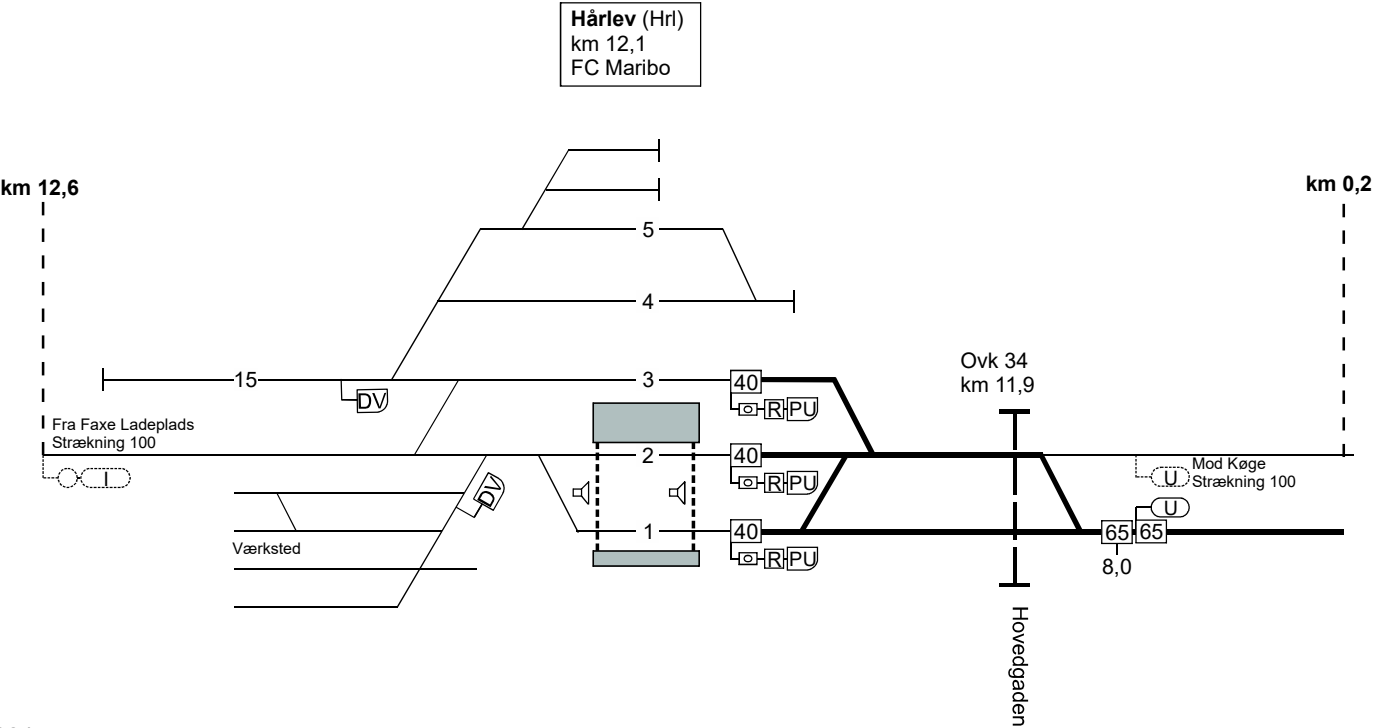 Hårlev (Hrl)
km 12,1
FC Maribo
km 12,6
km 0,2
5
4
Ovk 34
km 11,9
15
3
40
DV
R PU
Fra Faxe Ladeplads
Strækning 100
I
2
40
R PU
Mod Køge
Strækning 100
U
DV
U
1
40
65 65
Værksted
R PU
8,0
Hovedgaden